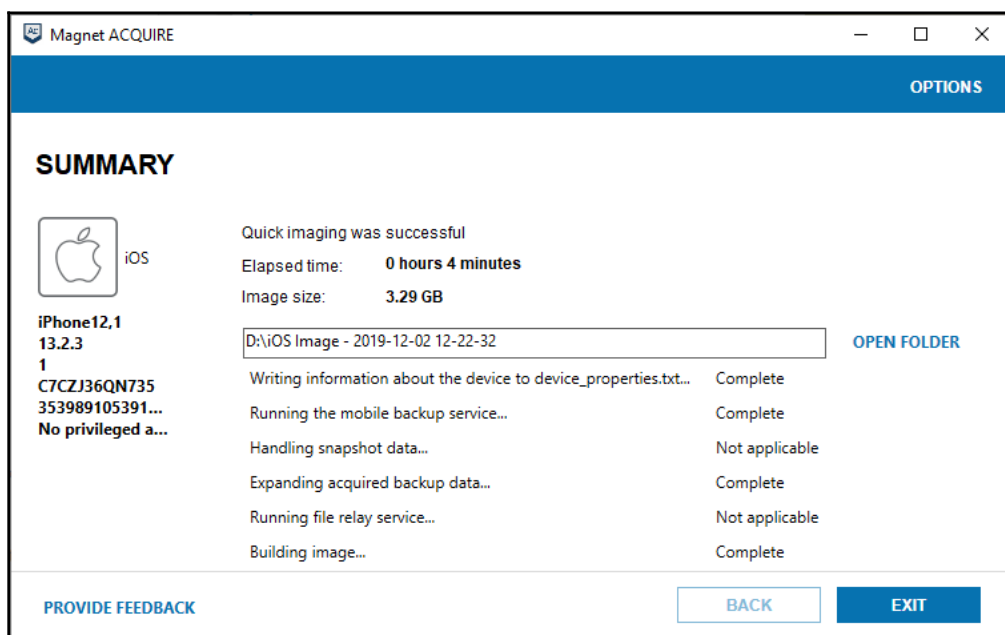 Magnet ACQUIRE
OPTIONS
SUMMARY
iOS
iPhone12,1
13.2.3
1
C7CZJ36QN735
353989105391...
No privileged a...
Quick imaging was successful
Elapsed time: 0 hours 4 minutes
Image size: 3.29 GB
D:\iOS Image - 2019-12-02 12-22-32
OPEN FOLDER
Writing information about the device to device_properties.txt... Complete
Running the mobile backup service... Complete
Handling snapshot data... Not applicable
Expanding acquired backup data... Complete
Running file relay service... Not applicable
Building image... Complete
PROVIDE FEEDBACK
BACK
EXIT